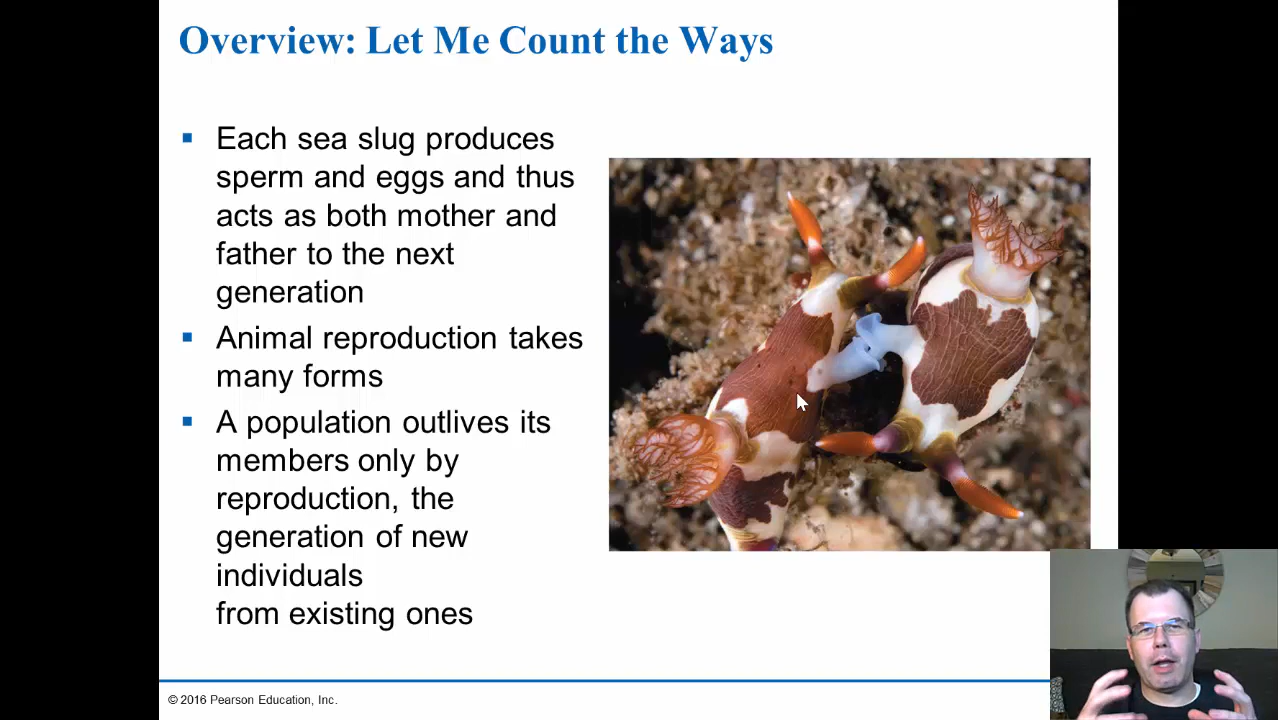 Overview: Let Me Count the Ways
Each sea slug produces
sperm and eggs and thus
acts as both mother and
father to the next
generation
Animal reproduction takes
many forms
A population outlives its
members only by
reproduction, the
generation of new
individuals
from existing ones
© 2016 Pearson Education, Inc.